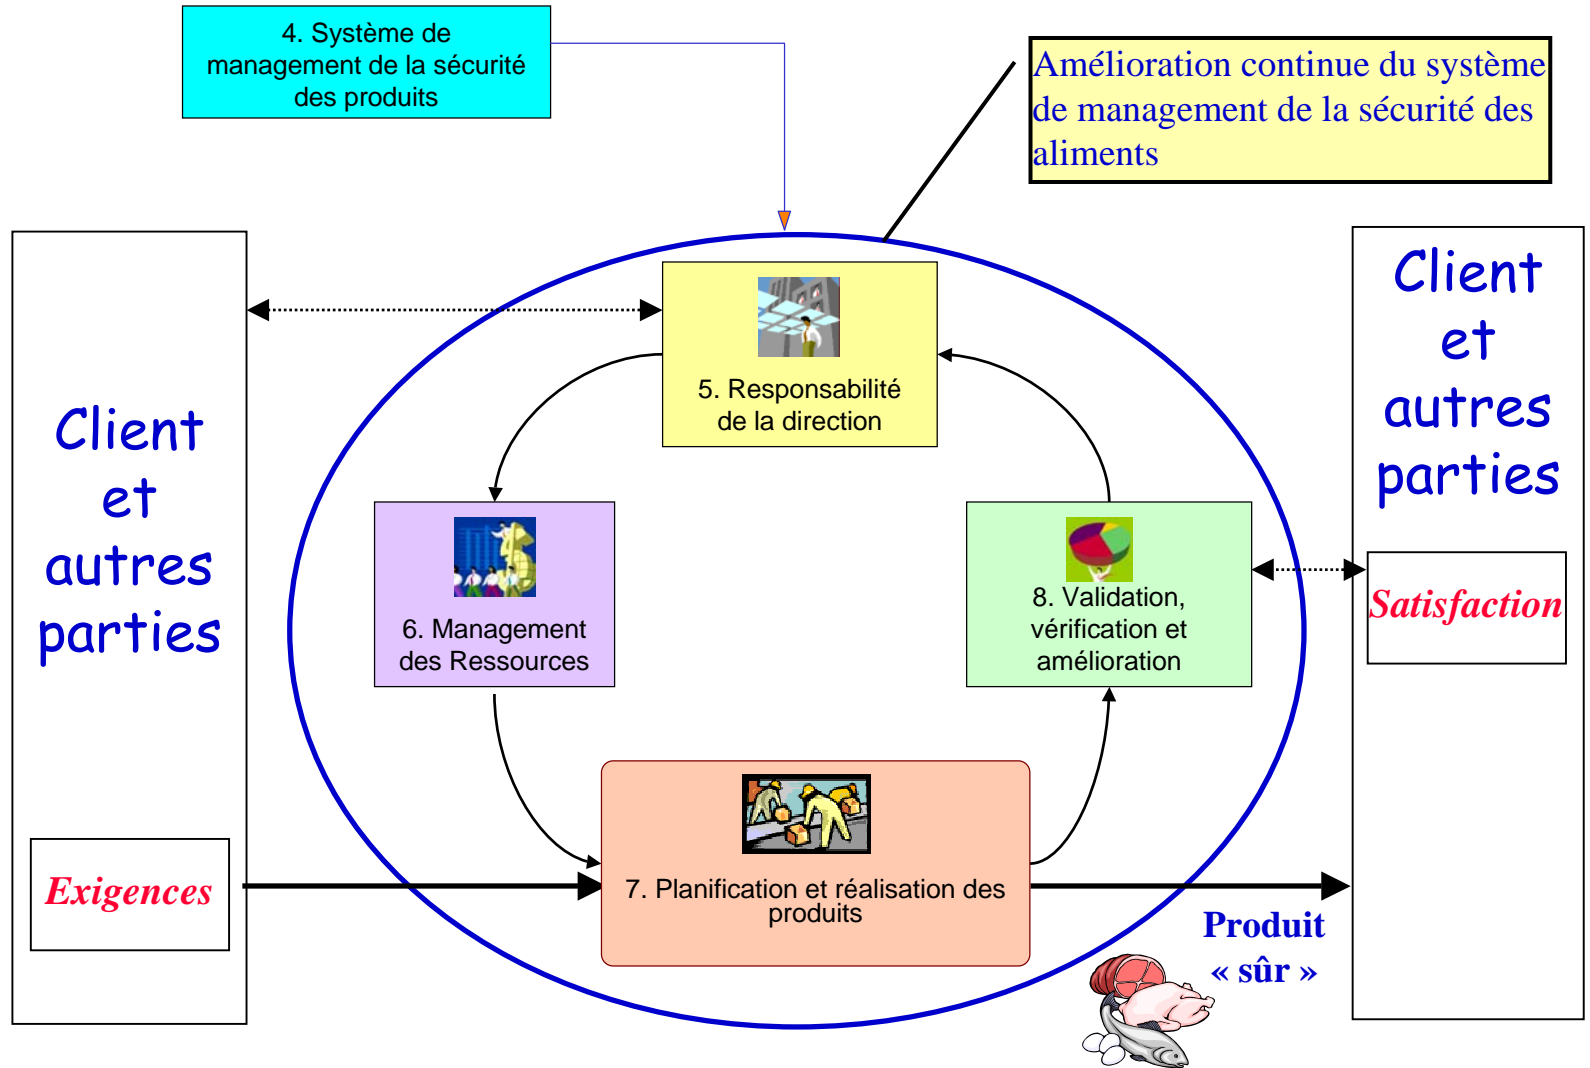 4. Système de
management de la sécurité
des produits
Amélioration continue du système
de management de la sécurité des
aliments
Client
et
autres
parties
Exigences
5. Responsabilité
de la direction
6. Management
des Ressources
7. Planification et réalisation des
produits
8. Validation,
vérification et
amélioration
Client
et
autres
parties
Satisfaction
Produit
« sûr »